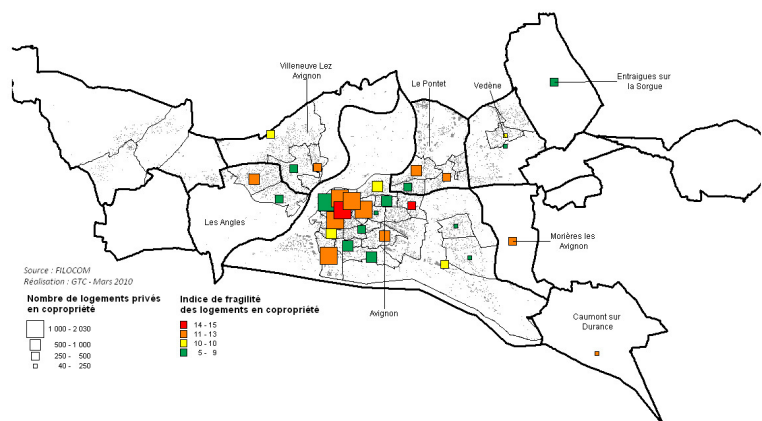 Villeneuve Lez
Avignon
Le Pontet
Vedène
Entraigues sur
la Sorgue
Les Angles
Morières les
Avignon
Avignon
Caumont sur
Durance
Source : FILOCOM
Réalisation : GTC - Mars 2010
Nombre de logements privés
en copropriété
1 000 - 2 030
500 - 1 000
250 - 500
40 - 250
Indice de fragilité
des logements en copropriété
14 - 15
11 - 13
10 - 10
5 - 9